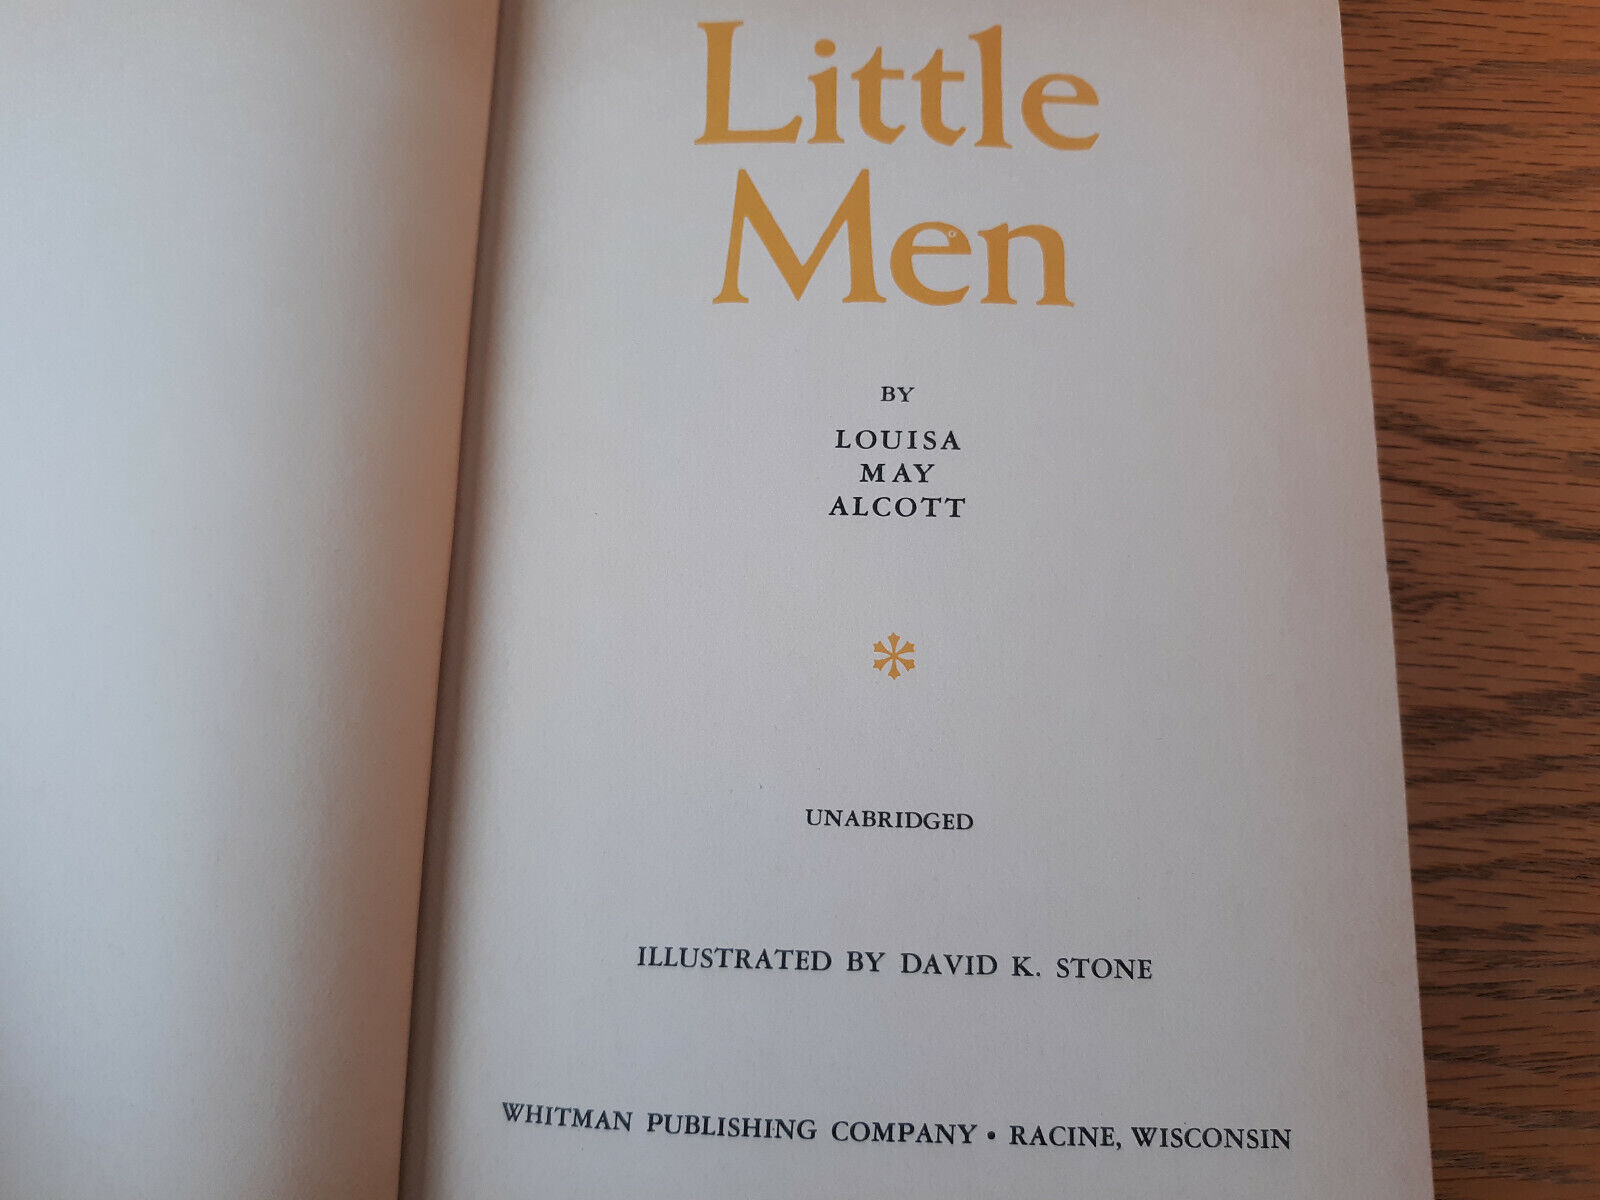 Little
Men
BY
LOUISA
MAY
ALCOTT
UNABRIDGED
ILLUSTRATED BY DAVID K. STONE
WHITMAN PUBLISHING COMPANY • RACINE, WISCONSIN